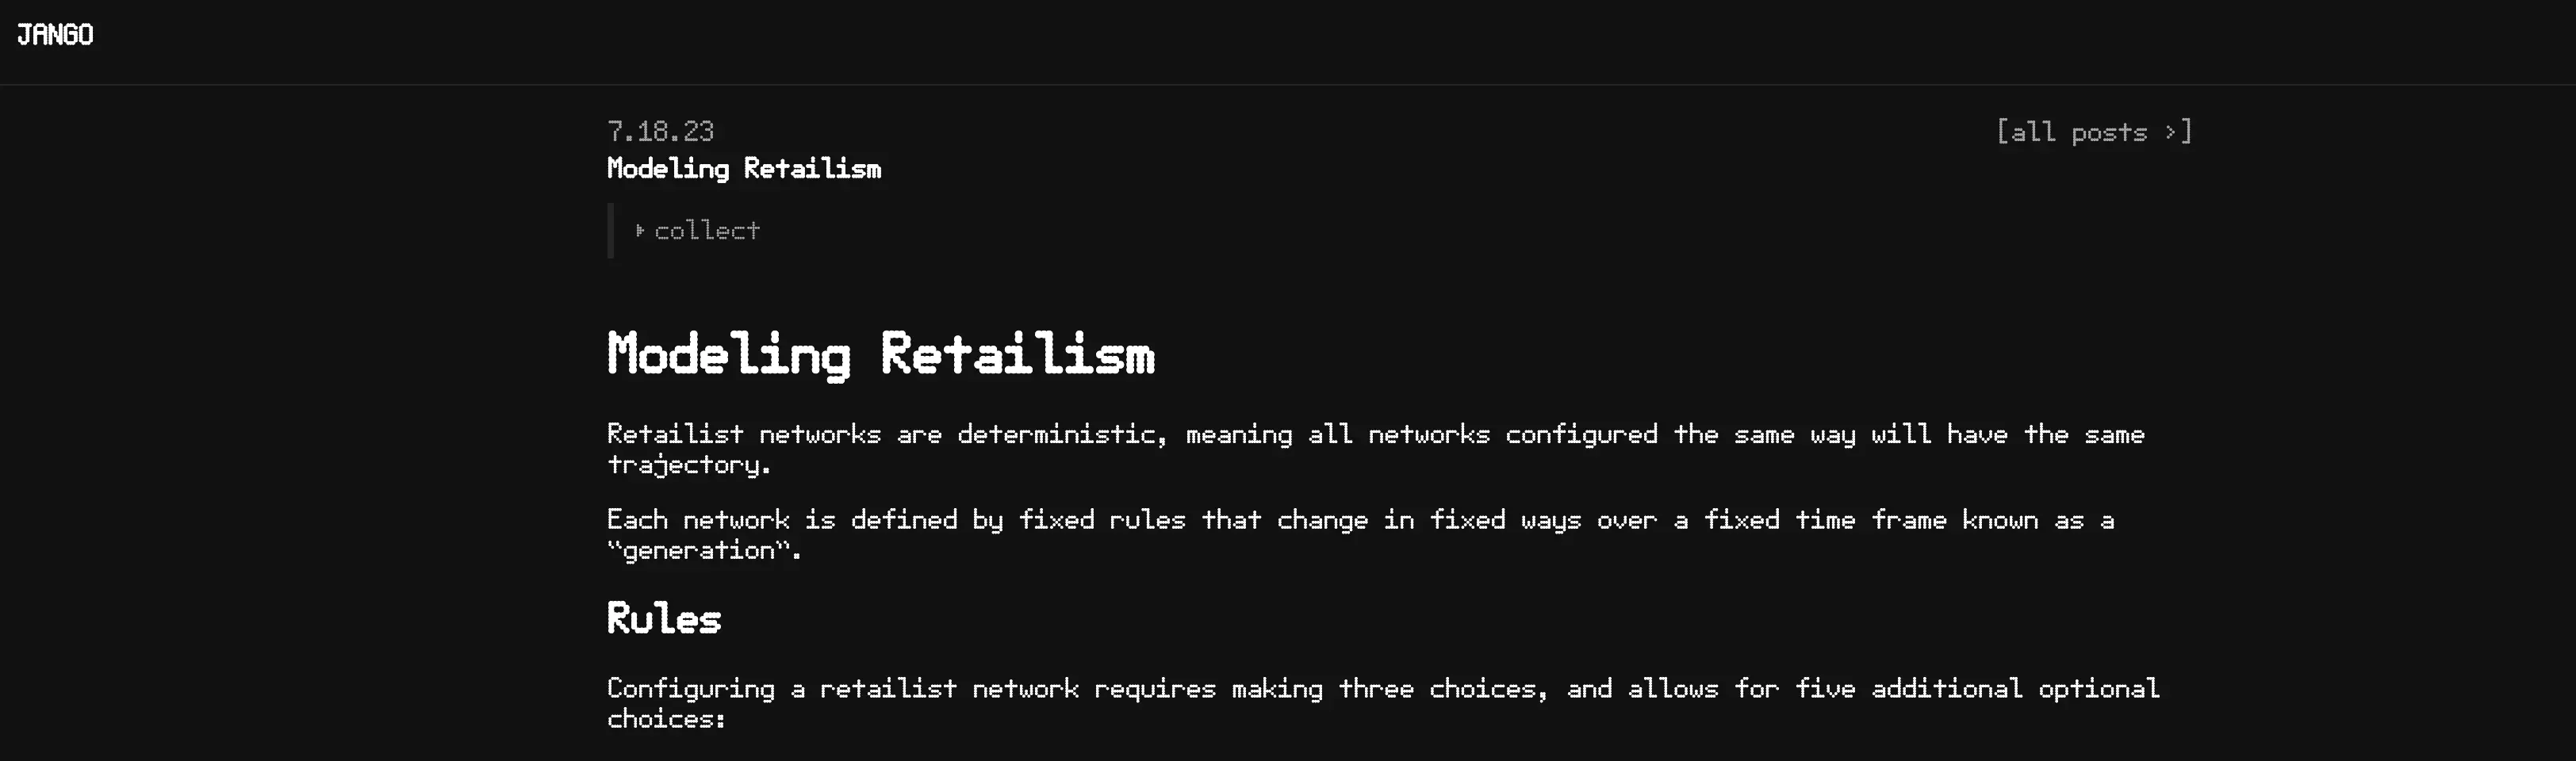 JANGO
7.18.23
[all posts >]
Modeling Retailism
▸ collect
Modeling Retailism
Retailist networks are deterministic, meaning all networks configured the same way will have the same
trajectory.
Each network is defined by fixed rules that change in fixed ways over a fixed time frame known as a
"generation".
Rules
Configuring a retailist network requires making three choices, and allows for five additional optional
choices: